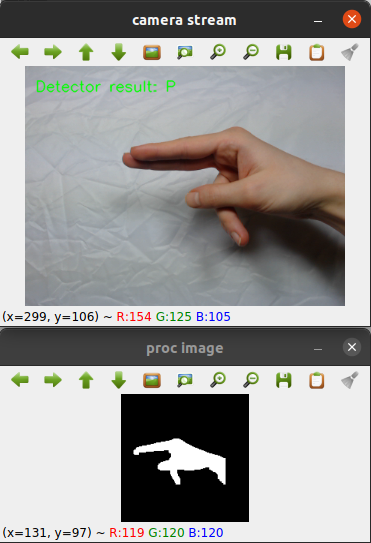 camera stream
Detector result: P
(x=299, y=106) ~ R:154 G:125 B:105
proc image
(x=131, y=97) ~ R:119 G:120 B:120